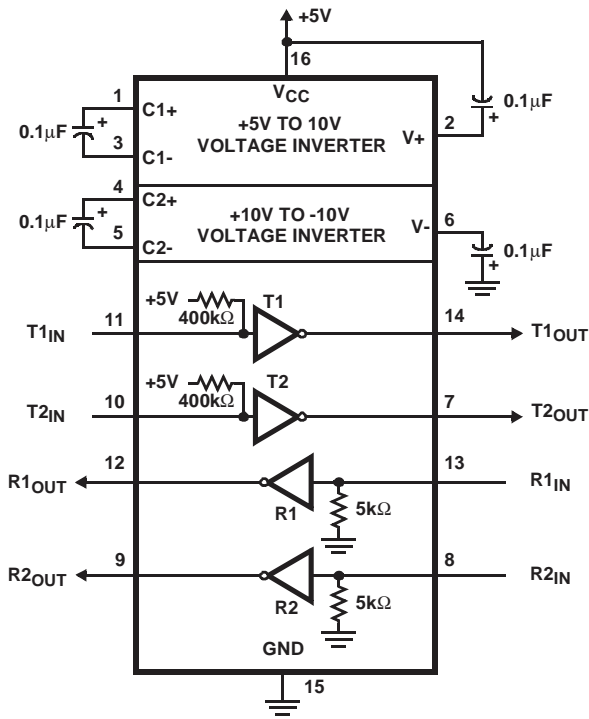 +5V
16
VCC
1
C1+
0.1μF
+
3
C1-
+5V TO 10V
VOLTAGE INVERTER
V+
2
0.1μF
+
4
C2+
0.1μF
+
5
C2-
+10V TO -10V
VOLTAGE INVERTER
V-
6
0.1μF
+
+5V
400kΩ
T1
T1IN
11
14
T1OUT
+5V
400kΩ
T2
T2IN
10
7
T2OUT
R1OUT
12
R1
13
R1IN
5kΩ
R2OUT
9
R2
8
R2IN
5kΩ
GND
15